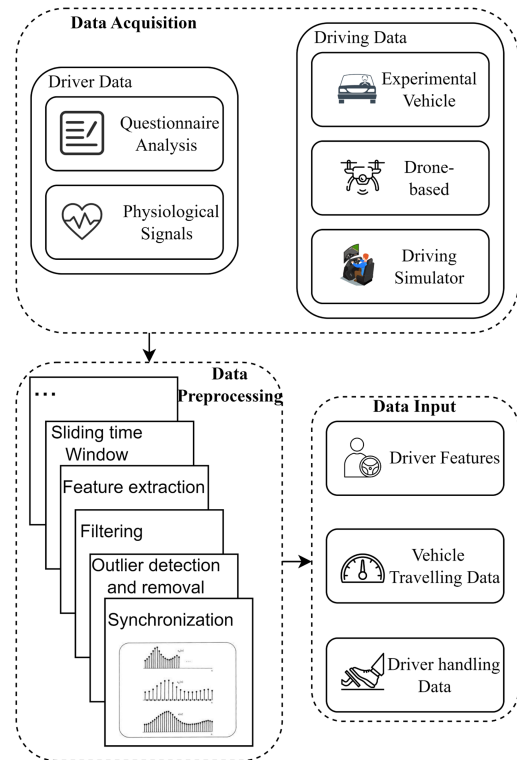 Data Acquisition
Driver Data
Questionnaire
Analysis
Physiological
Signals
Driving Data
Experimental
Vehicle
Drone-
based
Driving
Simulator
Data
Preprocessing
...
Sliding time
Window
Feature extraction
Filtering
Outlier detection
and removal
Synchronization
Data Input
Driver Features
Vehicle
Travelling Data
Driver handling
Data